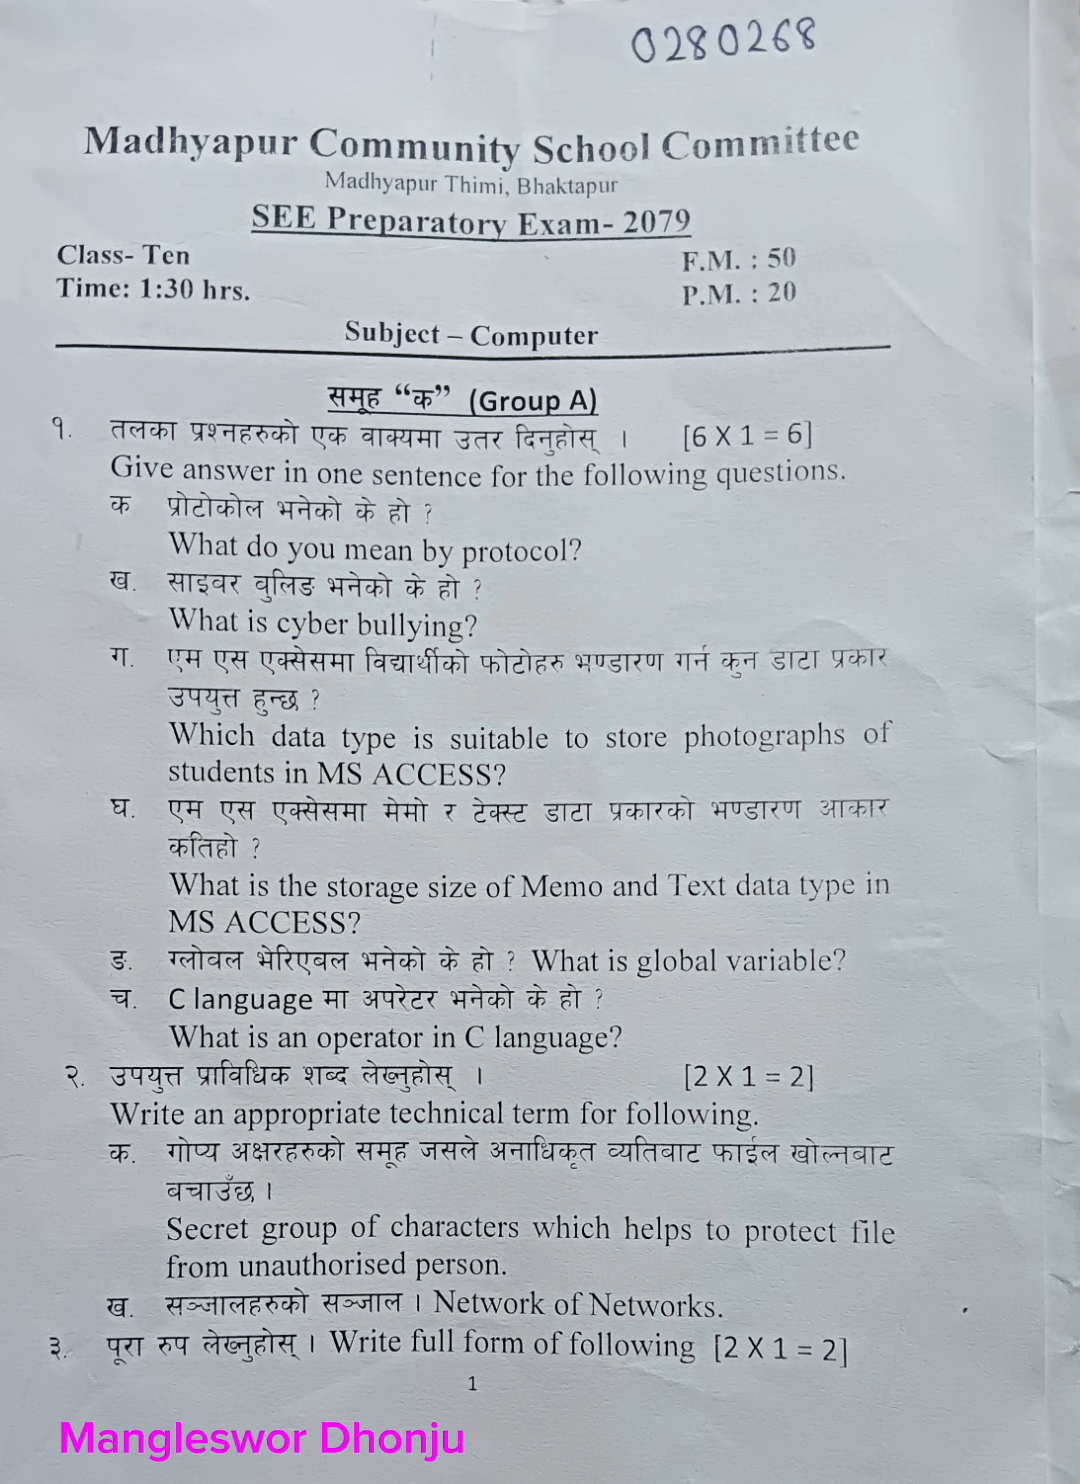 0280268
Madhyapur Community School Committee
Madhyapur Thimi, Bhaktapur
SEE Preparatory Exam- 2079
Class- Ten F.M. : 50
Time: 1:30 hrs. P.M. : 20
Subject – Computer
समूह “क” (Group A)
१. तलका प्रश्नहरुको एक वाक्यमा उतर दिनुहोस् । [6 X 1 = 6]
Give answer in one sentence for the following questions.
क प्रोटोकोल भनेको के हो ?
What do you mean by protocol?
ख. साइवर वुलिङ भनेको के हो ?
What is cyber bullying?
ग. एम एस एक्सेसमा विद्यार्थीको फोटोहरु भण्डारण गर्न कुन डाटा प्रकार
उपयुत्त हुन्छ ?
Which data type is suitable to store photographs of
students in MS ACCESS?
घ. एम एस एक्सेसमा मेमो र टेक्स्ट डाटा प्रकारको भण्डारण आकार
कतिहो ?
What is the storage size of Memo and Text data type in
MS ACCESS?
ङ. ग्लोवल भेरिएबल भनेको के हो ? What is global variable?
च. C language मा अपरेटर भनेको के हो ?
What is an operator in C language?
२. उपयुत्त प्राविधिक शब्द लेख्नुहोस् । [2 X 1 = 2]
Write an appropriate technical term for following.
क. गोप्य अक्षरहरुको समूह जसले अनाधिकृत व्यतिबाट फाईल खोल्नबाट
बचाउँछ ।
Secret group of characters which helps to protect file
from unauthorised person.
ख. सञ्जालहरुको सञ्जाल । Network of Networks.
३. पूरा रुप लेख्नुहोस् । Write full form of following [2 X 1 = 2]
1
Mangleswor Dhonju